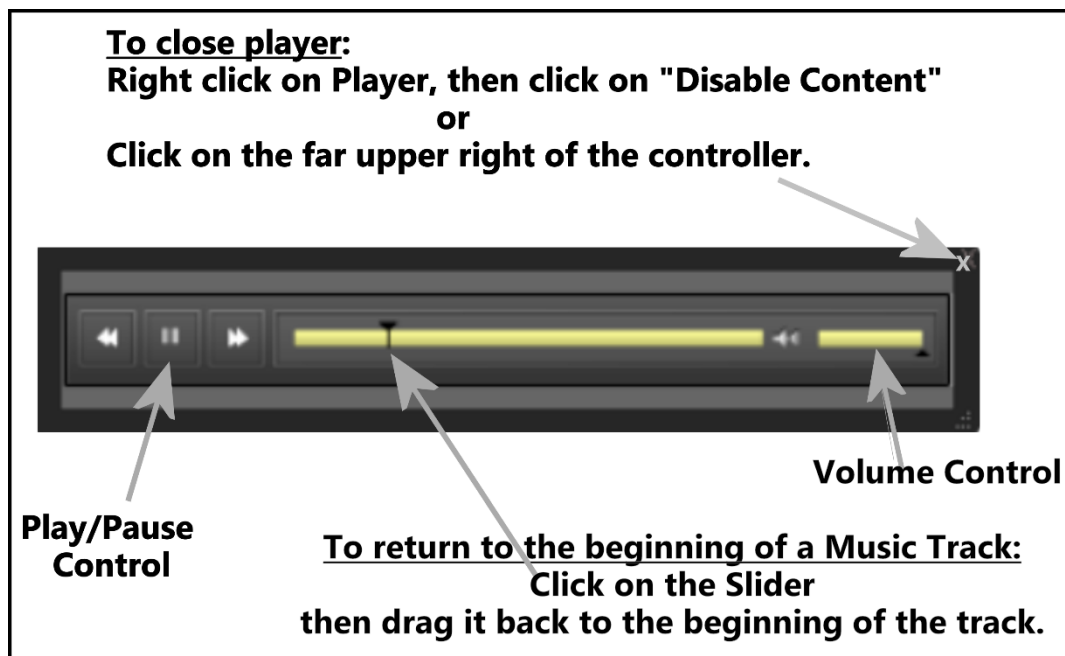 To close player:
Right click on Player, then click on "Disable Content"
or
Click on the far upper right of the controller.
X
Volume Control
Play/Pause
Control
To return to the beginning of a Music Track:
Click on the Slider
then drag it back to the beginning of the track.